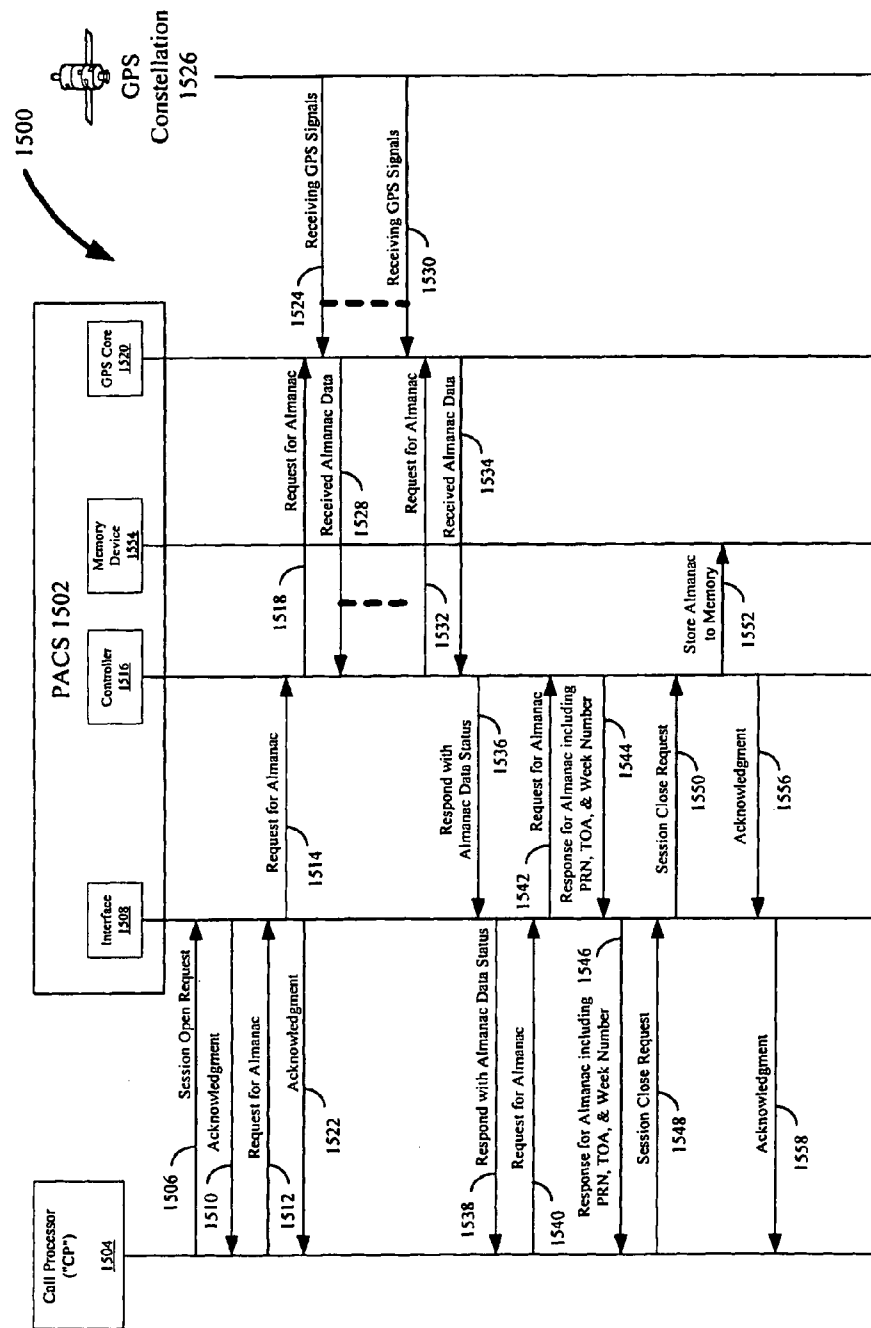 1500
GPS
Constellation
1526
PACS 1502
Call Processor
("CP")
1504
Interface
1508
Controller
1516
Memory
Device
1554
GPS Core
1520
Session Open Request
1506
Acknowledgment
1510
Request for Almanac
1512
Request for Almanac
1514
Request for Almanac
1518
Acknowledgment
1522
Receiving GPS Signals
1524
Received Almanac Data
1528
Receiving GPS Signals
1530
Request for Almanac
1532
Received Almanac Data
1534
Respond with
Almanac Data Status
1536
Respond with Almanac Data Status
1538
Request for Almanac
1540
Request for Almanac
1542
Response for Almanac including
PRN, TOA, & Week Number
1544
Response for Almanac including
PRN, TOA, & Week Number
1546
Session Close Request
1548
Session Close Request
1550
Store Almanac
to Memory
1552
Acknowledgment
1556
Acknowledgment
1558